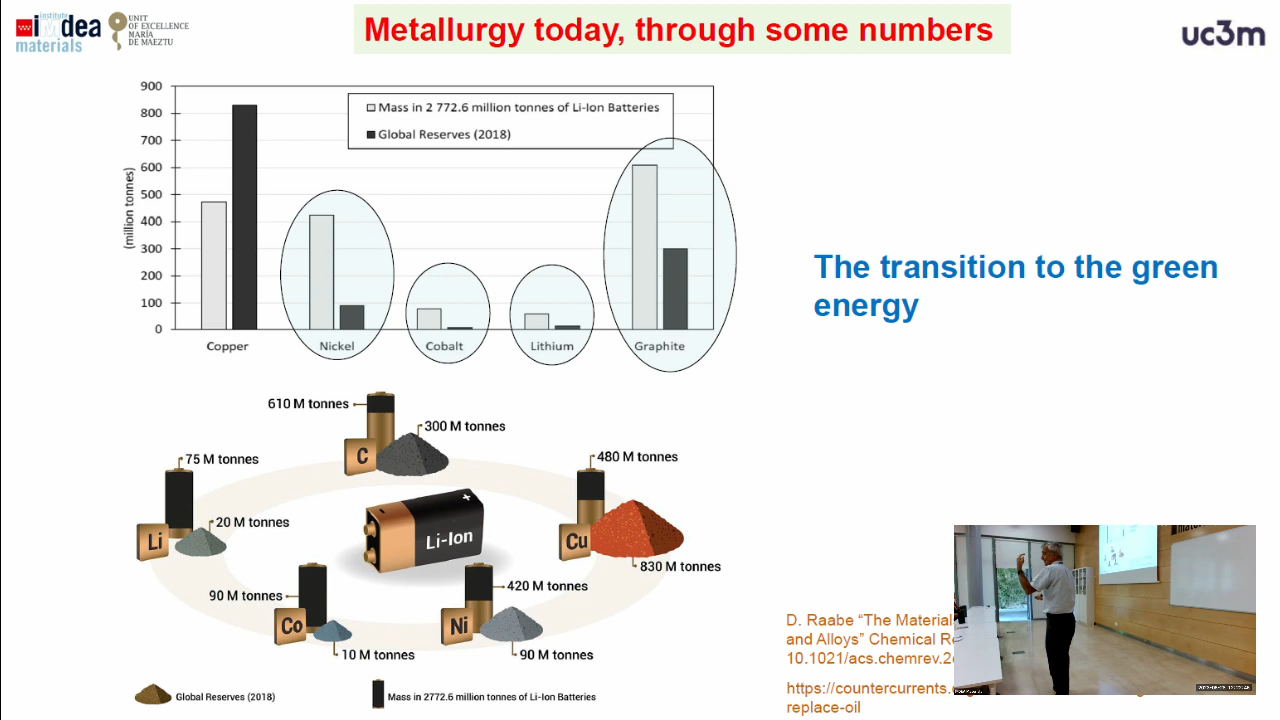 institute
iMdea
materials
UNIT
OF EXCELLENCE
MARÍA
DE MAEZTU
Metallurgy today, through some numbers
uc3m
900
800
700
600
500
400
300
200
100
0
(million tonnes)
Mass in 2 772.6 million tonnes of Li-Ion Batteries
Global Reserves (2018)
Copper Nickel Cobalt Lithium Graphite
The transition to the green
energy
610 M tonnes
300 M tonnes
C
75 M tonnes
20 M tonnes
Li
480 M tonnes
Cu
830 M tonnes
Li-Ion
90 M tonnes
Co
10 M tonnes
420 M tonnes
Ni
90 M tonnes
Global Reserves (2018)
Mass in 2772.6 million tonnes of Li-Ion Batteries
D. Raabe “The Material
and Alloys” Chemical
10.1021/acs.chemrev.2
https://countercurrents.
replace-oil